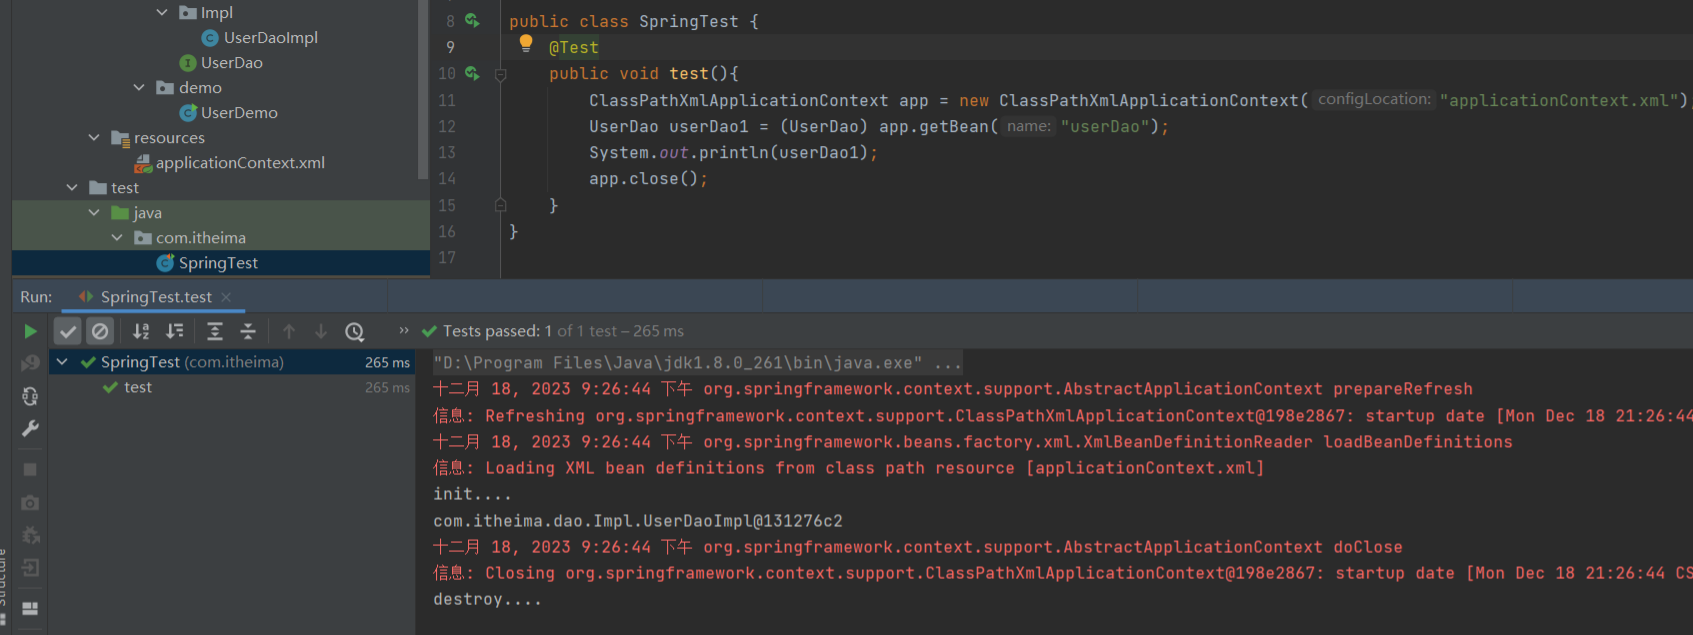 Impl
UserDaoImpl
UserDao
demo
UserDemo
resources
applicationContext.xml
test
java
com.itheima
SpringTest
8 public class SpringTest {
9 @Test
10 public void test(){
11 ClassPathXmlApplicationContext app = new ClassPathXmlApplicationContext( configLocation: "applicationContext.xml")
12 UserDao userDao1 = (UserDao) app.getBean( name: "userDao");
13 System.out.println(userDao1);
14 app.close();
15 }
16 }
17
Run: SpringTest.test
Tests passed: 1 of 1 test – 265 ms
SpringTest (com.itheima) 265 ms
test 265 ms
"D:\Program Files\Java\jdk1.8.0_261\bin\java.exe" ...
十二月 18, 2023 9:26:44 下午 org.springframework.context.support.AbstractApplicationContext prepareRefresh
信息: Refreshing org.springframework.context.support.ClassPathXmlApplicationContext@198e2867: startup date [Mon Dec 18 21:26:44
十二月 18, 2023 9:26:44 下午 org.springframework.beans.factory.xml.XmlBeanDefinitionReader loadBeanDefinitions
信息: Loading XML bean definitions from class path resource [applicationContext.xml]
init....
com.itheima.dao.Impl.UserDaoImpl@131276c2
十二月 18, 2023 9:26:44 下午 org.springframework.context.support.AbstractApplicationContext doClose
信息: Closing org.springframework.context.support.ClassPathXmlApplicationContext@198e2867: startup date [Mon Dec 18 21:26:44 CS
destroy....